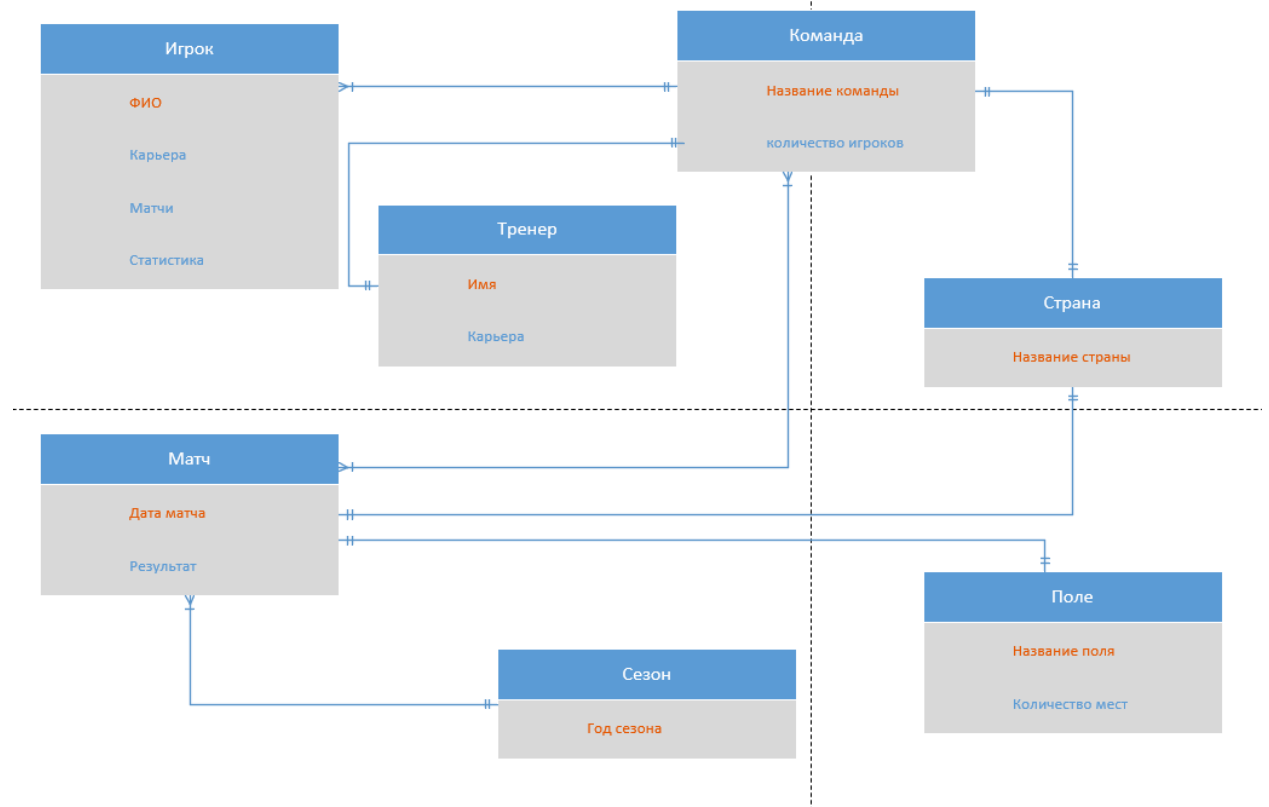 Игрок
ФИО
Карьера
Матчи
Статистика
Команда
Название команды
количество игроков
Тренер
Имя
Карьера
Страна
Название страны
Матч
Дата матча
Результат
Поле
Название поля
Количество мест
Сезон
Год сезона